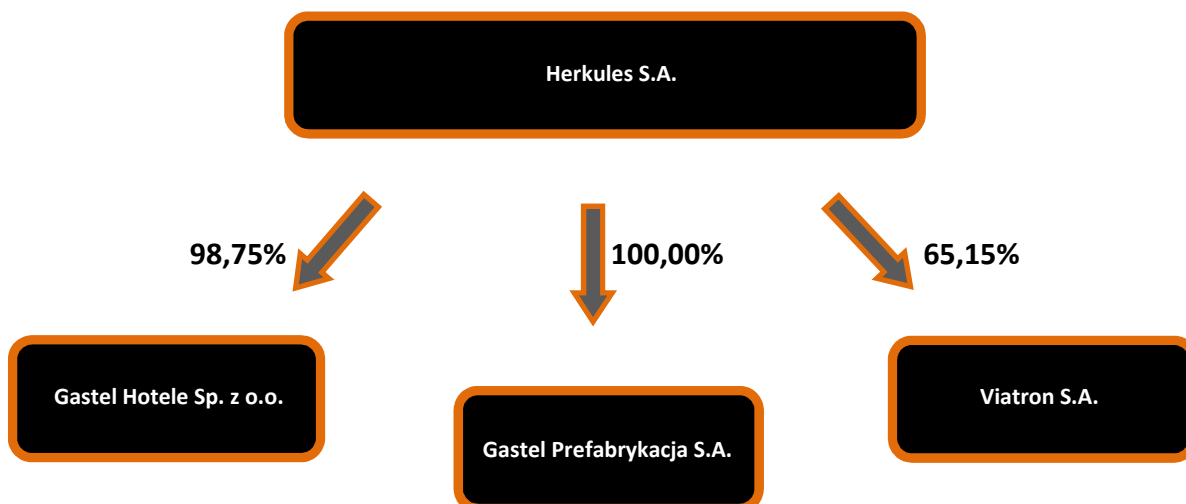 Herkules S.A.
98,75%
100,00%
65,15%
Gastel Hotele Sp. z o.o.
Gastel Prefabrykacja S.A.
Viatron S.A.